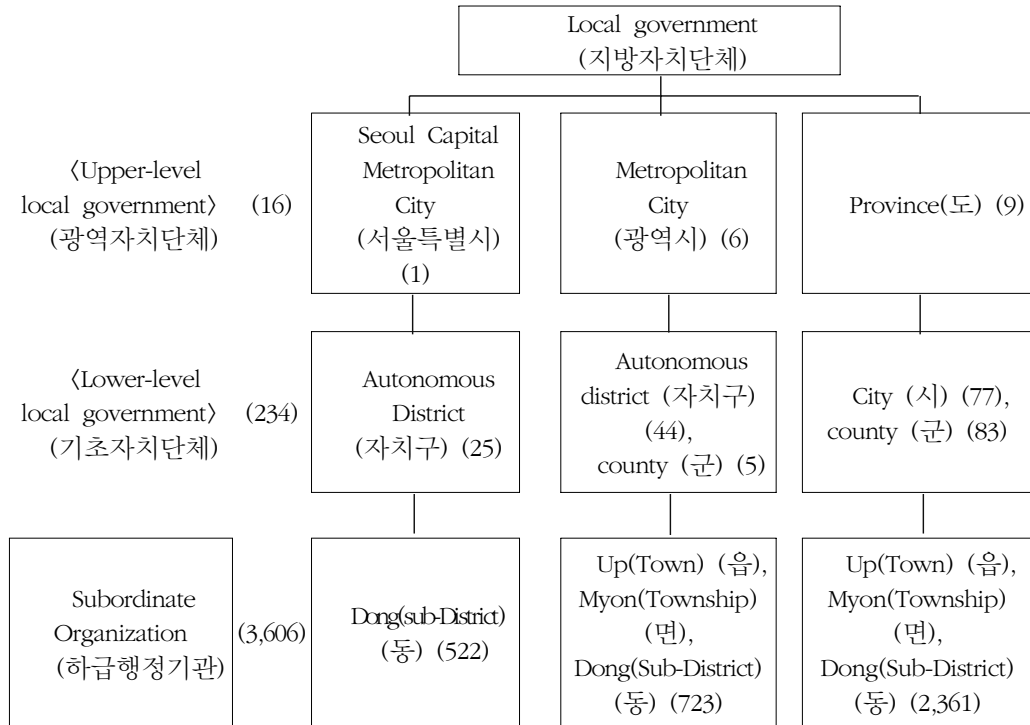 Local government
(지방자치단체)
〈Upper-level
local government〉 (16)
(광역자치단체)
Seoul Capital
Metropolitan
City
(서울특별시)
(1)
Metropolitan
City
(광역시) (6)
Province(도) (9)
〈Lower-level
local government〉 (234)
(기초자치단체)
Autonomous
District
(자치구) (25)
Autonomous
district (자치구)
(44),
county (군) (5)
City (시) (77),
county (군) (83)
Subordinate
Organization
(하급행정기관)
(3,606)
Dong(sub-District)
(동) (522)
Up(Town) (읍),
Myon(Township)
(면),
Dong(Sub-District)
(동) (723)
Up(Town) (읍),
Myon(Township)
(면),
Dong(Sub-District)
(동) (2,361)